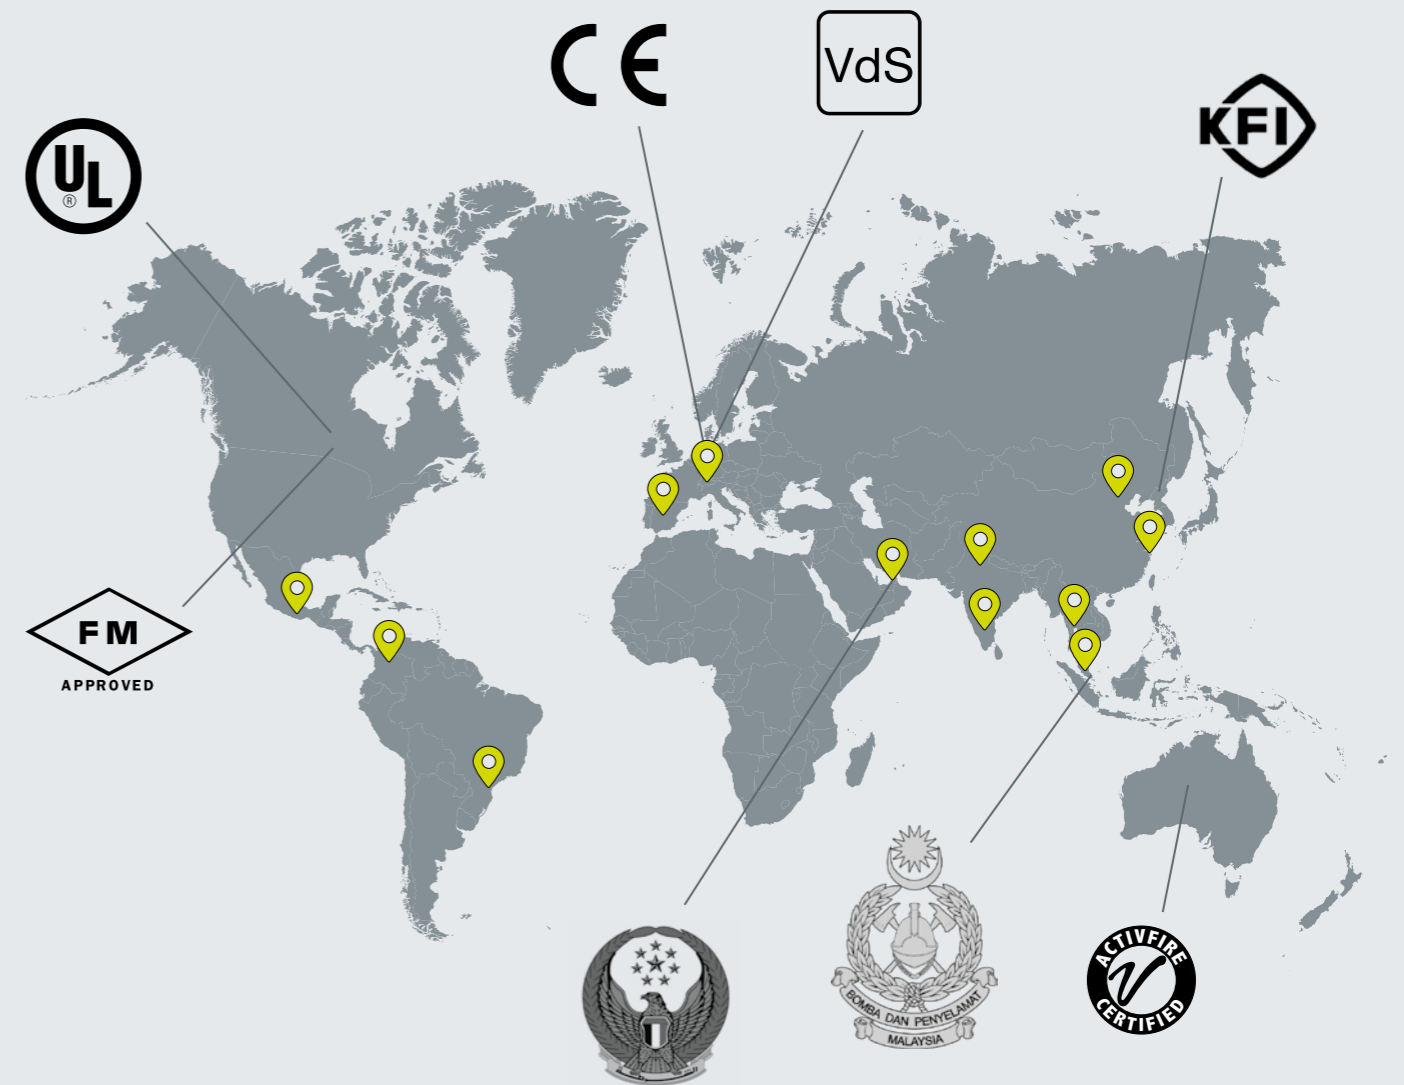 CE
VdS
KFI
UL
®
FM
APPROVED
BOMBA DAN PENYELAMAT
MALAYSIA
ACTIVFIRE
CERTIFIED